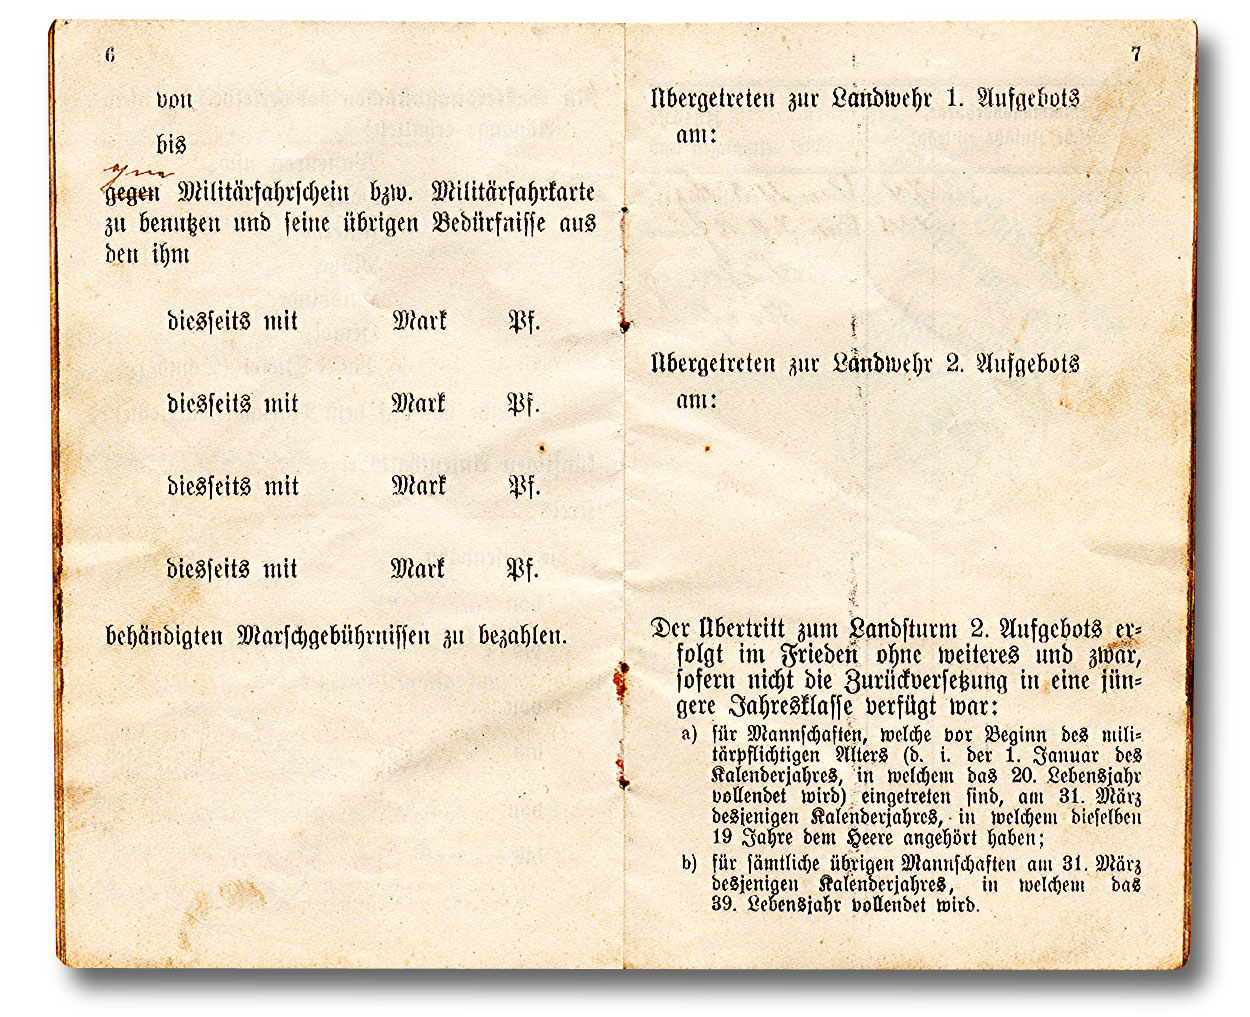 6
von
bis
ohne
gegen Militärfahrschein bzw. Militärfahrkarte
zu benutzen und seine übrigen Bedürfnisse aus
den ihm
diesseits mit Mark Pf.
diesseits mit Mark Pf.
diesseits mit Mark Pf.
diesseits mit Mark Pf.
behändigten Marschgebührnissen zu bezahlen.
7
Übergetreten zur Landwehr 1. Aufgebots
am:
Übergetreten zur Landwehr 2. Aufgebots
am:
Der Übertritt zum Landsturm 2. Aufgebots er-
folgt im Frieden ohne weiteres und zwar,
sofern nicht die Zurückversetzung in eine jün-
gere Jahresklasse verfügt war:
a) für Mannschaften, welche vor Beginn des mili-
tärpflichtigen Alters (d. i. der 1. Januar des
Kalenderjahres, in welchem das 20. Lebensjahr
vollendet wird) eingetreten sind, am 31. März
desjenigen Kalenderjahres, in welchem dieselben
19 Jahre dem Heere angehört haben;
b) für sämtliche übrigen Mannschaften am 31. März
desjenigen Kalenderjahres, in welchem das
39. Lebensjahr vollendet wird.